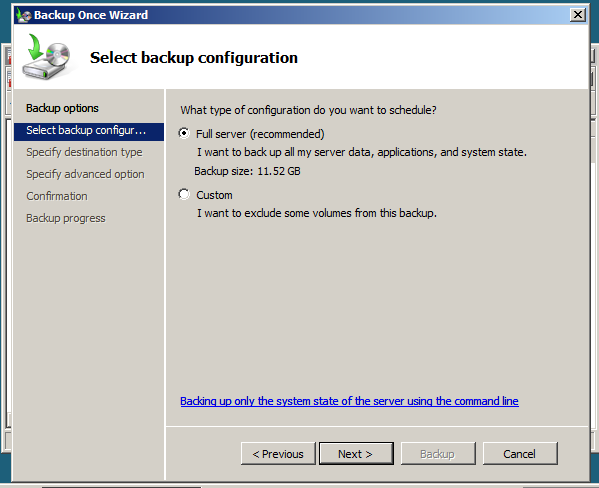 Backup Once Wizard
Select backup configuration
Backup options
Select backup configur...
Specify destination type
Specify advanced option
Confirmation
Backup progress
What type of configuration do you want to schedule?
Full server (recommended)
I want to back up all my server data, applications, and system state.
Backup size: 11.52 GB
Custom
I want to exclude some volumes from this backup.
Backing up only the system state of the server using the command line
< Previous
Next >
Backup
Cancel